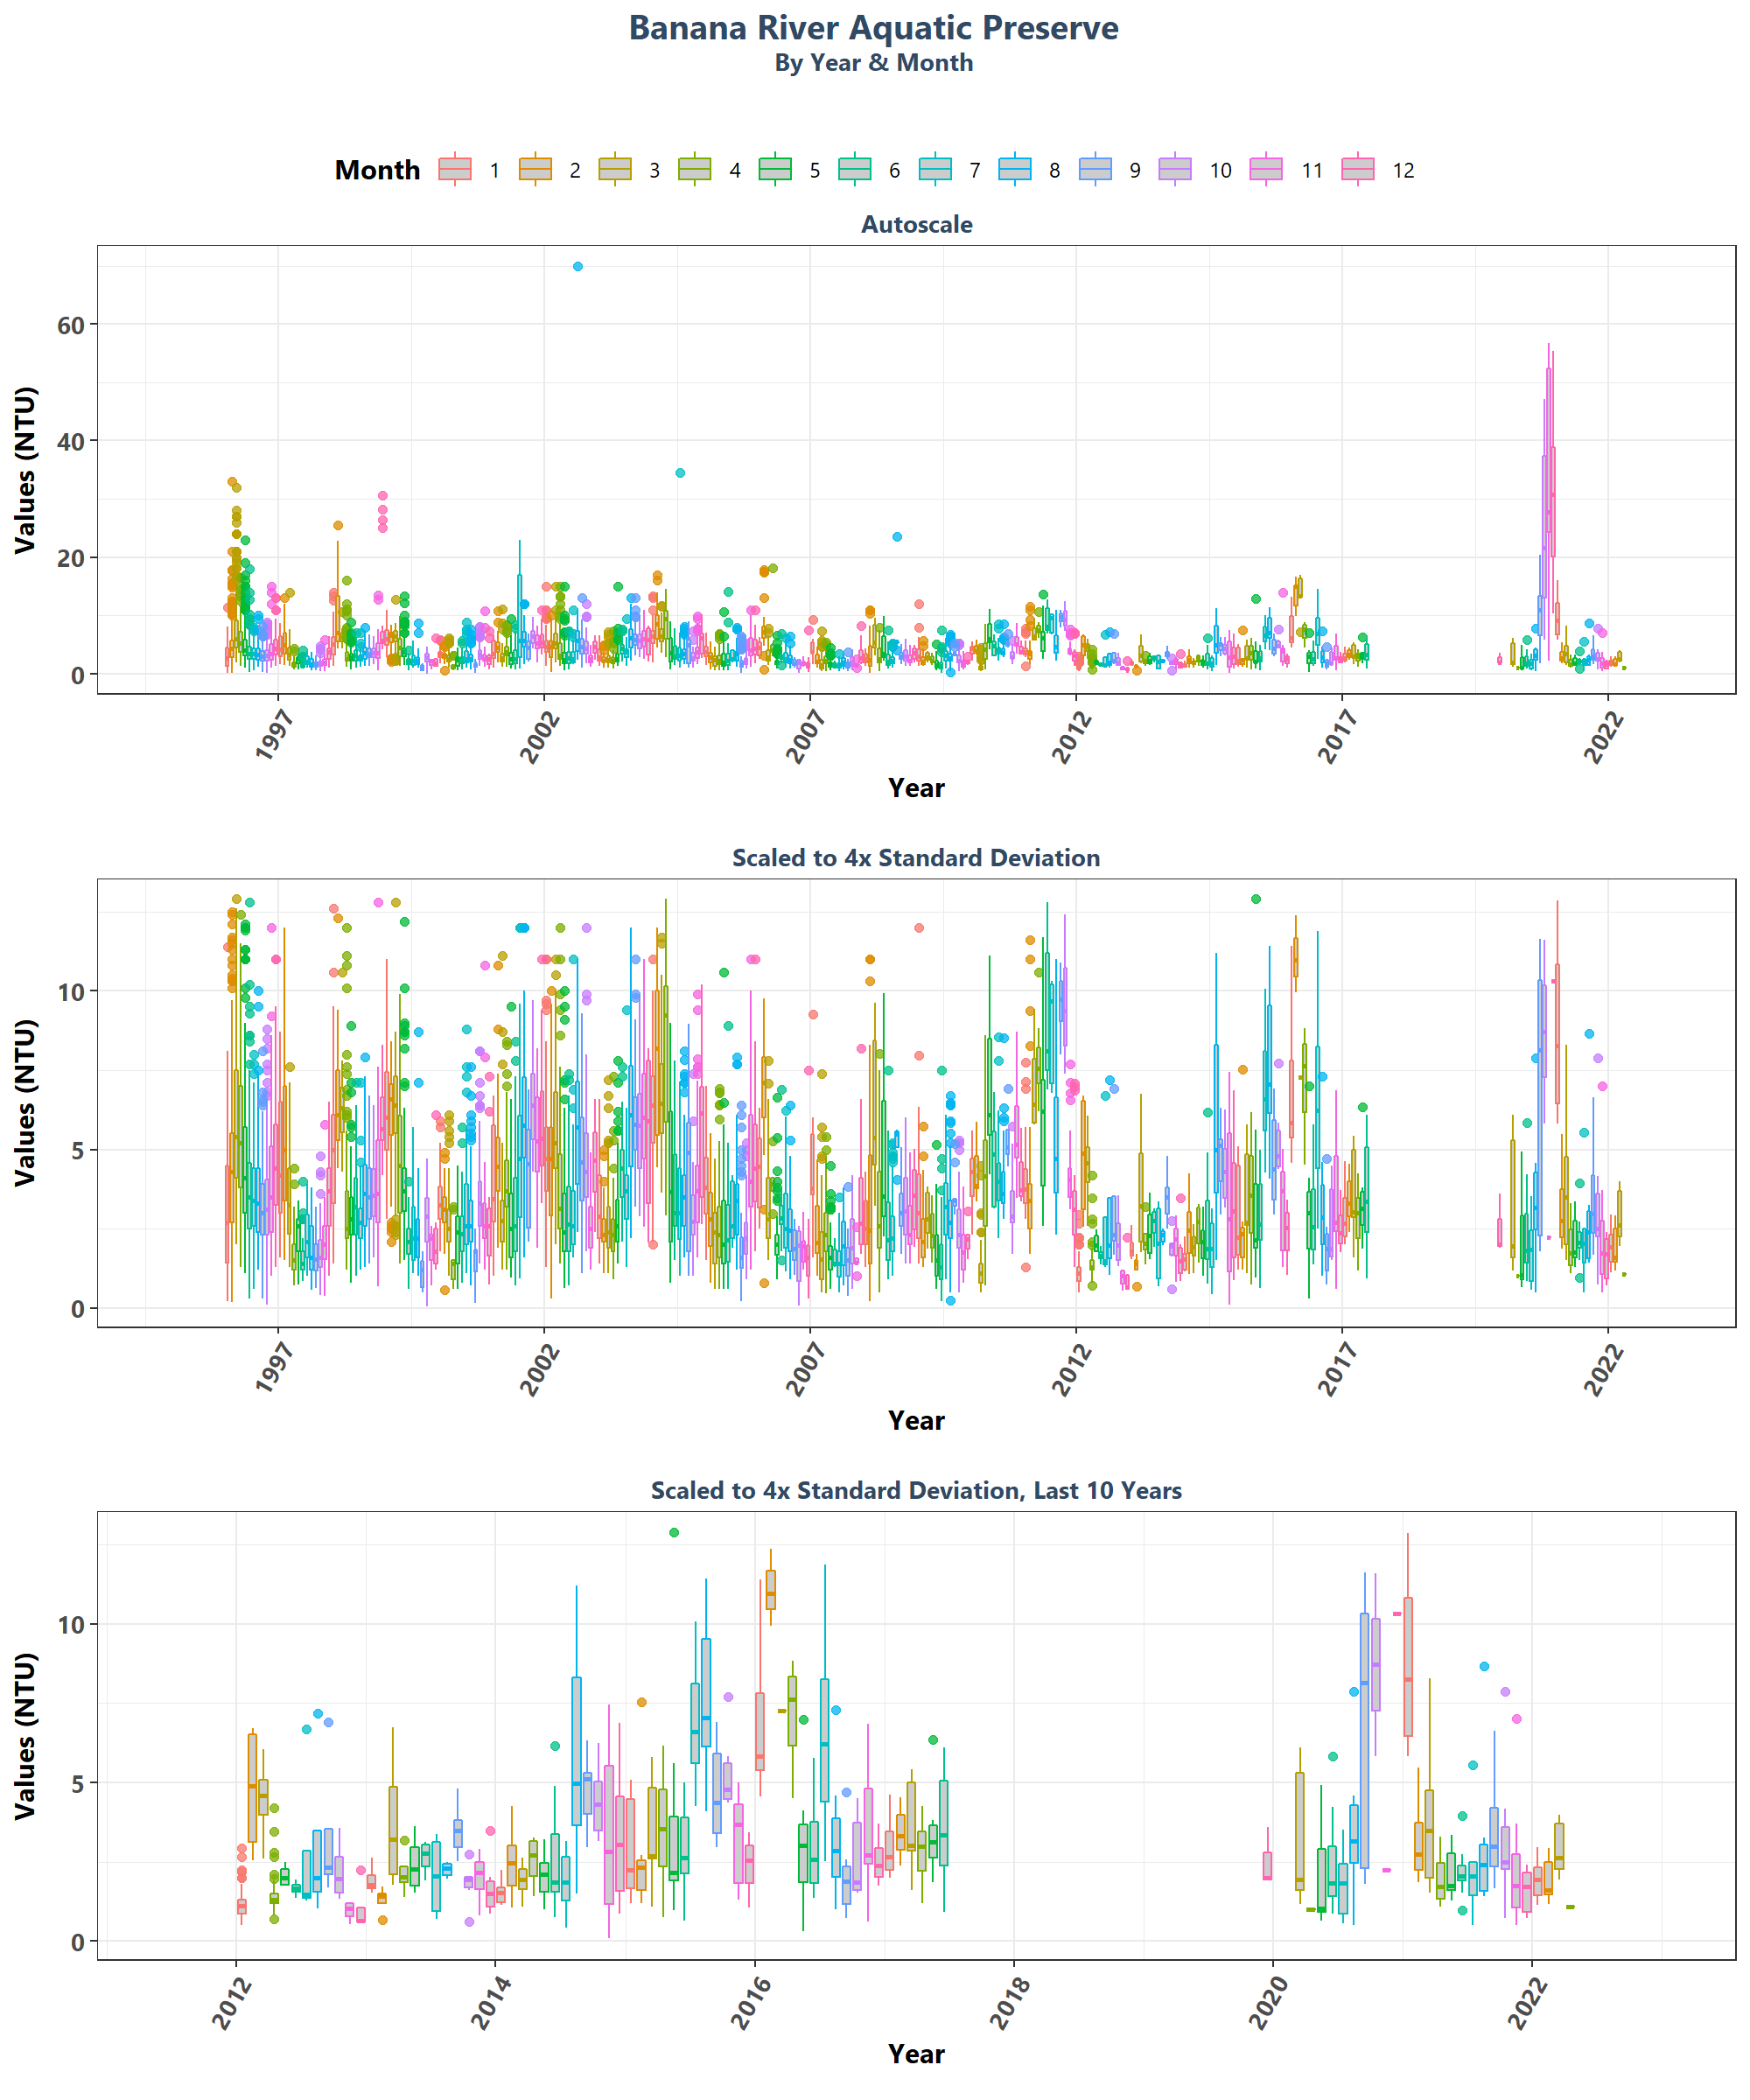 Banana River Aquatic Preserve
By Year & Month
Month 1 2 3 4 5 6 7 8 9 10 11 12
Autoscale
Values (NTU)
60
40
20
0
1997 2002 2007 2012 2017 2022
Year
Scaled to 4x Standard Deviation
Values (NTU)
10
5
0
1997 2002 2007 2012 2017 2022
Year
Scaled to 4x Standard Deviation, Last 10 Years
Values (NTU)
10
5
0
2012 2014 2016 2018 2020 2022
Year